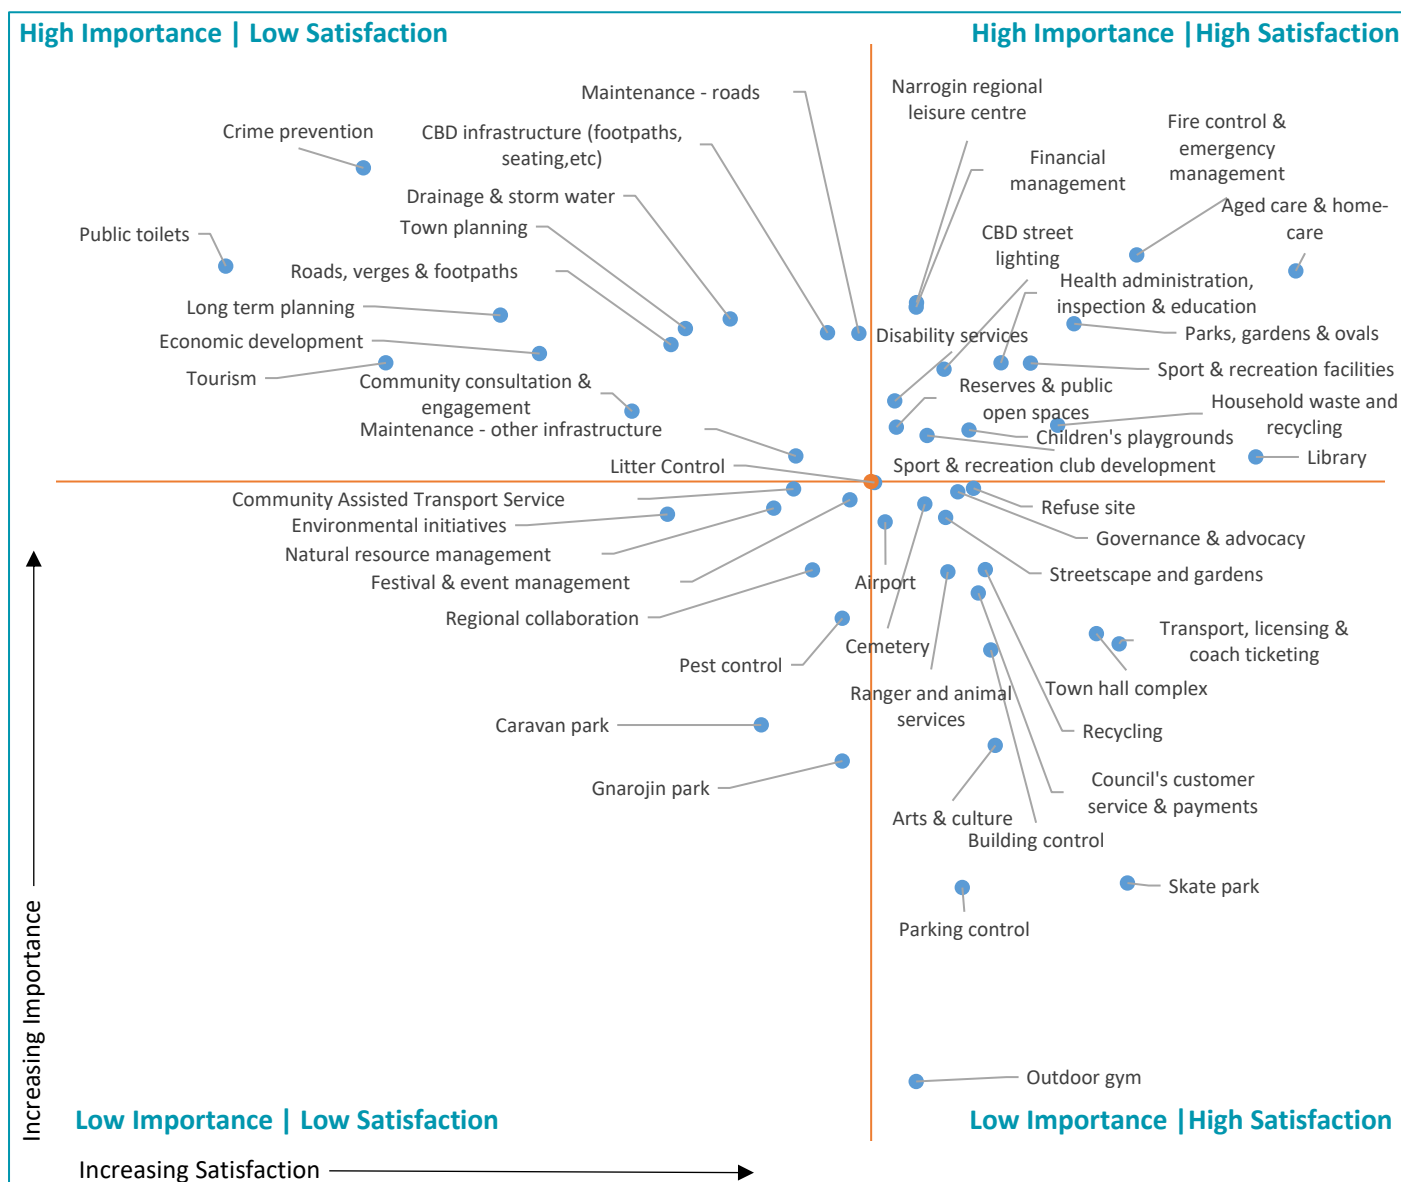 High Importance | Low Satisfaction
High Importance |High Satisfaction
Maintenance - roads
Narrogin regional
leisure centre
Crime prevention
CBD infrastructure (footpaths,
seating,etc)
Fire control &
emergency
management
Financial
management
Drainage & storm water
Aged care & home-
care
Town planning
Public toilets
CBD street
lighting
Roads, verges & footpaths
Health administration,
inspection & education
Long term planning
Disability services
Parks, gardens & ovals
Economic development
Tourism
Sport & recreation facilities
Community consultation &
engagement
Reserves & public
open spaces
Household waste and
recycling
Maintenance - other infrastructure
Children's playgrounds
Library
Litter Control
Sport & recreation club development
Community Assisted Transport Service
Refuse site
Environmental initiatives
Governance & advocacy
Natural resource management
Festival & event management
Airport
Streetscape and gardens
Regional collaboration
Cemetery
Transport, licensing &
coach ticketing
Pest control
Ranger and animal
services
Town hall complex
Caravan park
Recycling
Gnarojin park
Council's customer
service & payments
Arts & culture
Building control
Skate park
Parking control
Increasing Importance
Outdoor gym
Low Importance | Low Satisfaction
Low Importance |High Satisfaction
Increasing Satisfaction